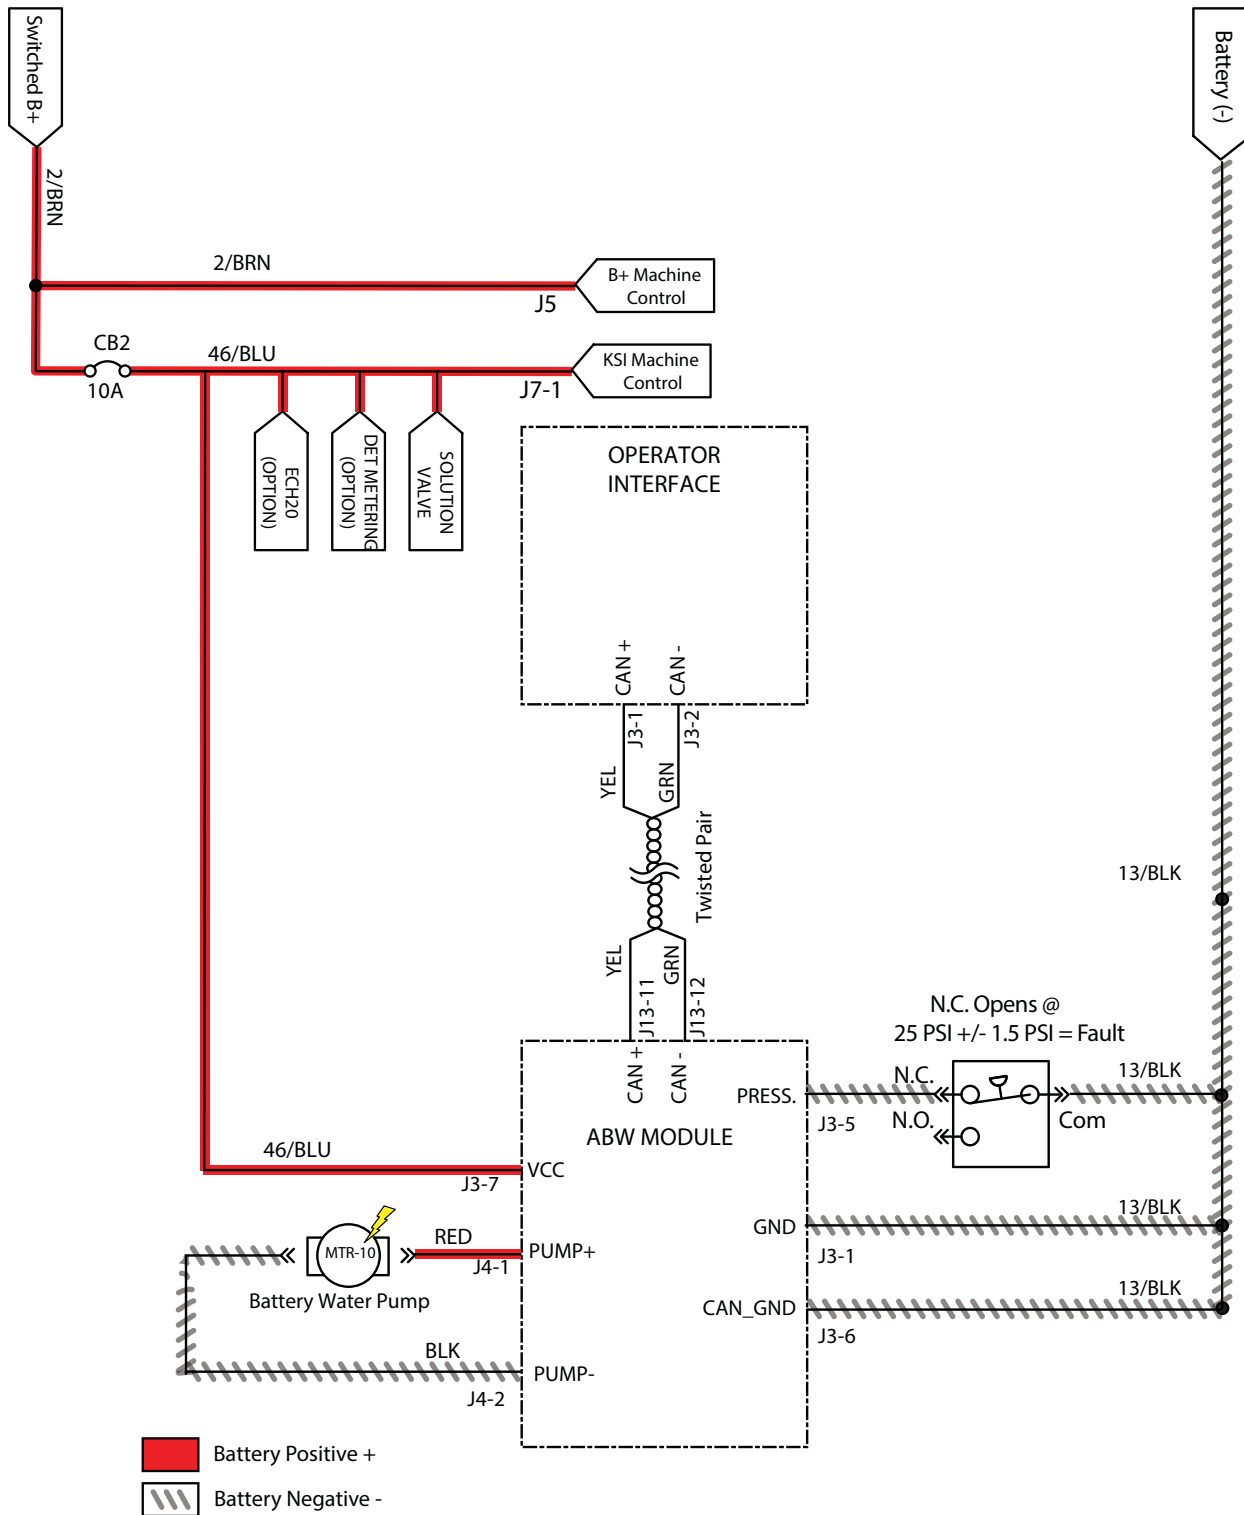 Switched B+
Battery (-)
2/BRN
2/BRN
J5
B+ Machine
Control
CB2
10A
46/BLU
J7-1
KSI Machine
Control
ECH20
(OPTION)
DET METERING
(OPTION)
SOLUTION
VALVE
OPERATOR
INTERFACE
CAN +
CAN -
J3-1
J3-2
YEL
GRN
Twisted Pair
13/BLK
YEL
GRN
J13-11
J13-12
N.C. Opens @
25 PSI +/- 1.5 PSI = Fault
CAN +
CAN -
PRESS.
J3-5
N.C.
N.O.
Com
13/BLK
ABW MODULE
46/BLU
J3-7
VCC
GND
J3-1
13/BLK
MTR-10
RED
J4-1
PUMP+
Battery Water Pump
CAN_GND
J3-6
13/BLK
BLK
J4-2
PUMP-
Battery Positive +
Battery Negative -